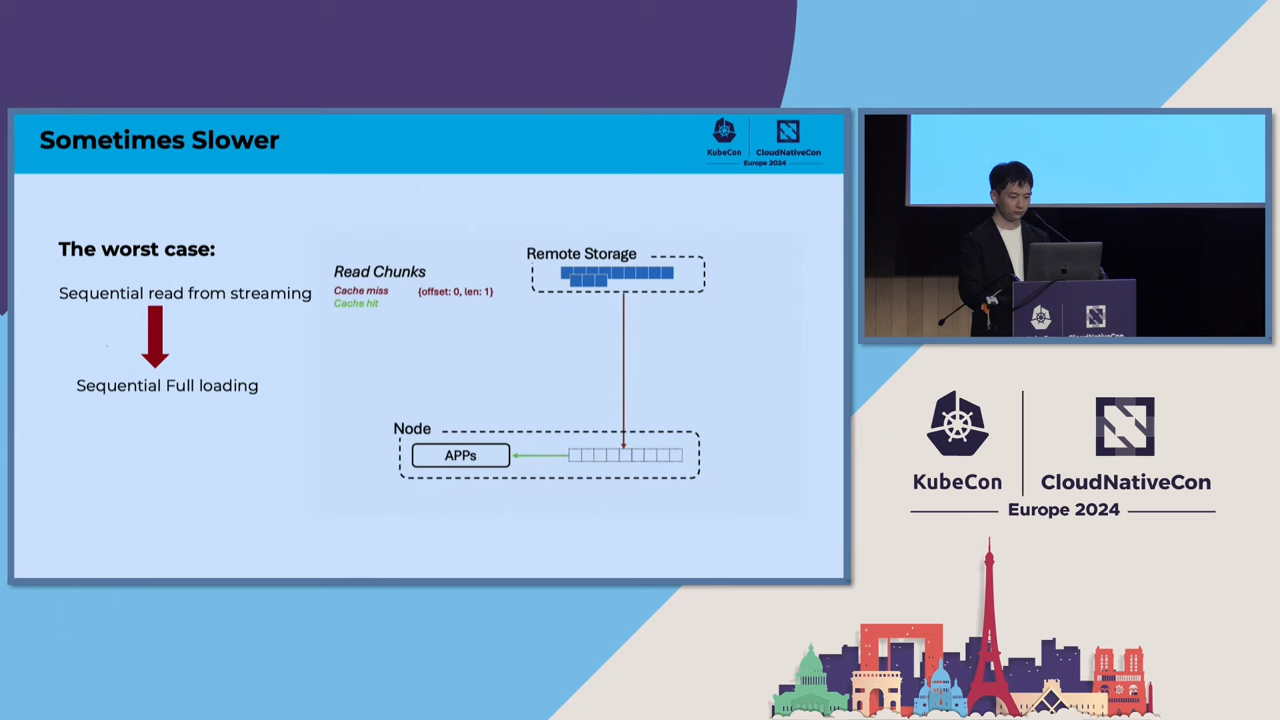 Sometimes Slower
KubeCon
CloudNativeCon
Europe 2024
The worst case:
Sequential read from streaming
Sequential Full loading
Read Chunks
Cache miss
{offset: 0, len: 1}
Cache hit
Remote Storage
Node
APPs
KubeCon
CloudNativeCon
Europe 2024